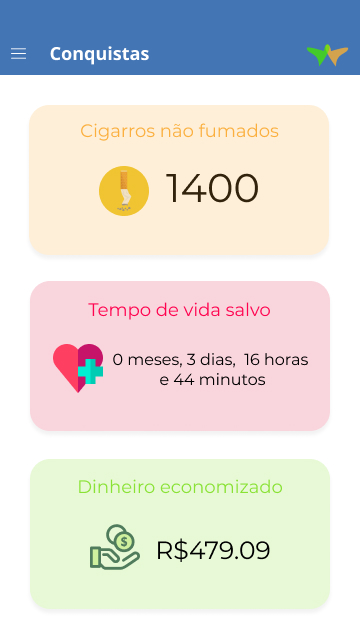 Conquistas
Cigarros não fumados
1400
Tempo de vida salvo
0 meses, 3 dias, 16 horas
e 44 minutos
Dinheiro economizado
$
R$479.09